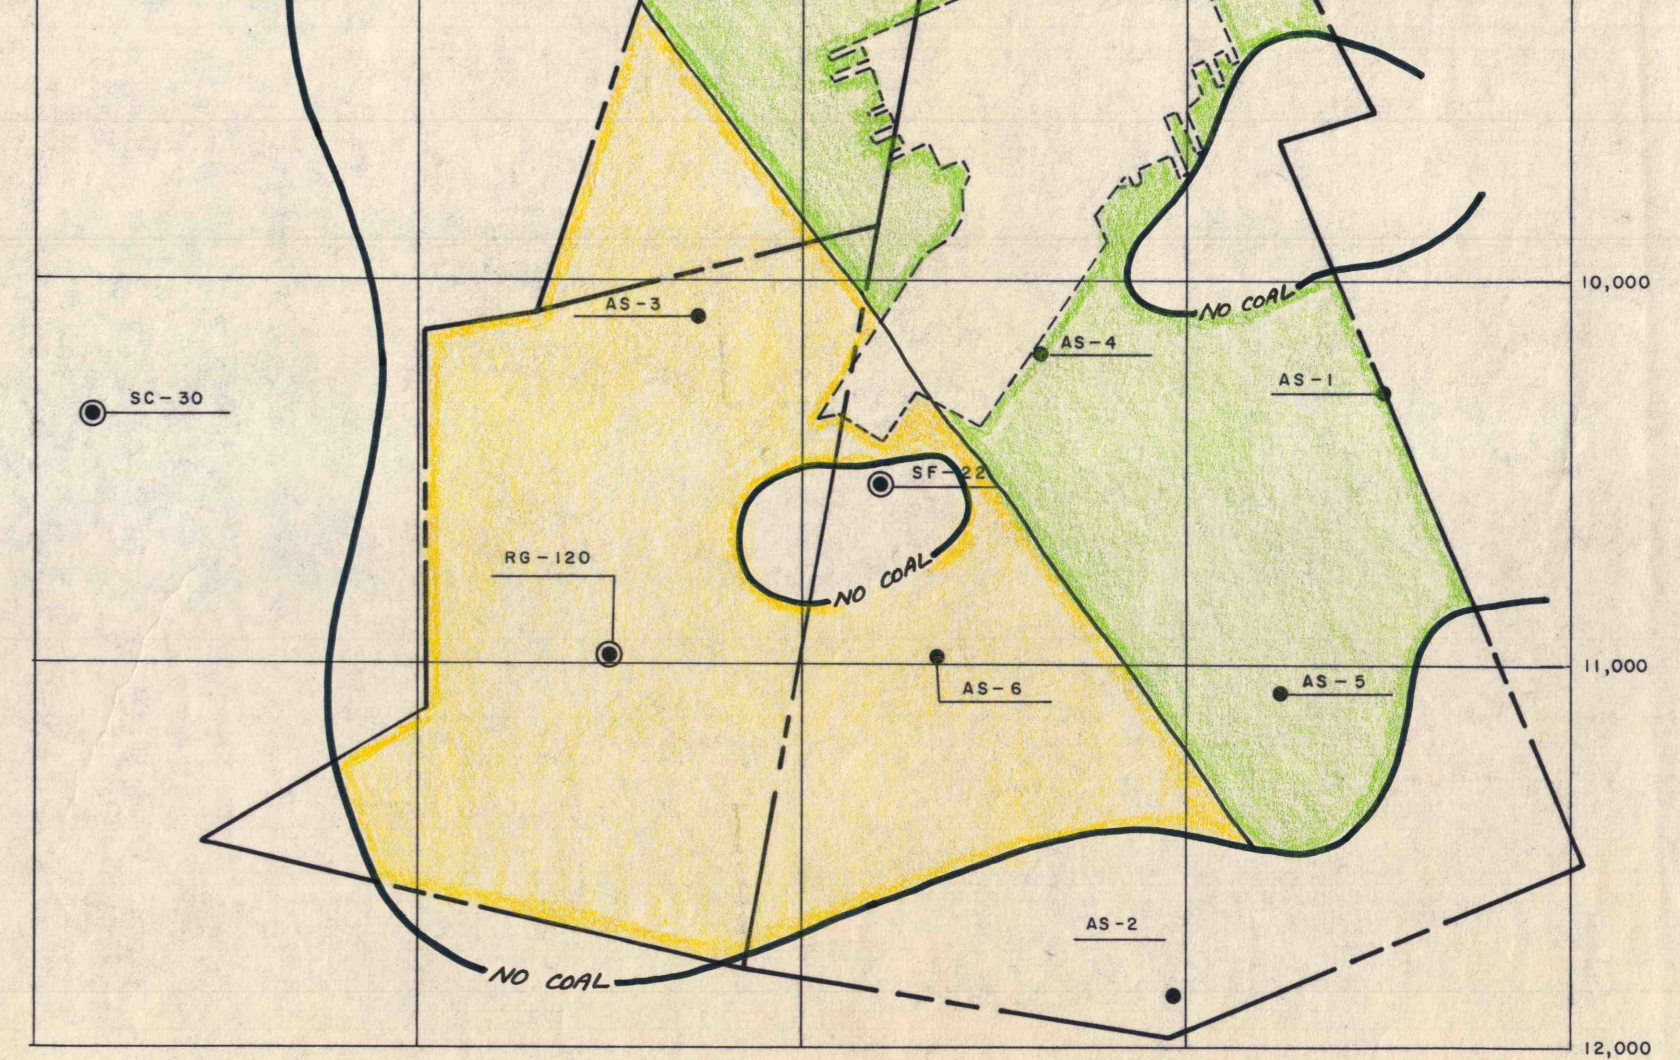 10,000
NO COAL
AS-3
AS-4
AS-1
SC-30
SF-22
RG-120
NO COAL
11,000
AS-6
AS-5
AS-2
NO COAL
12,000